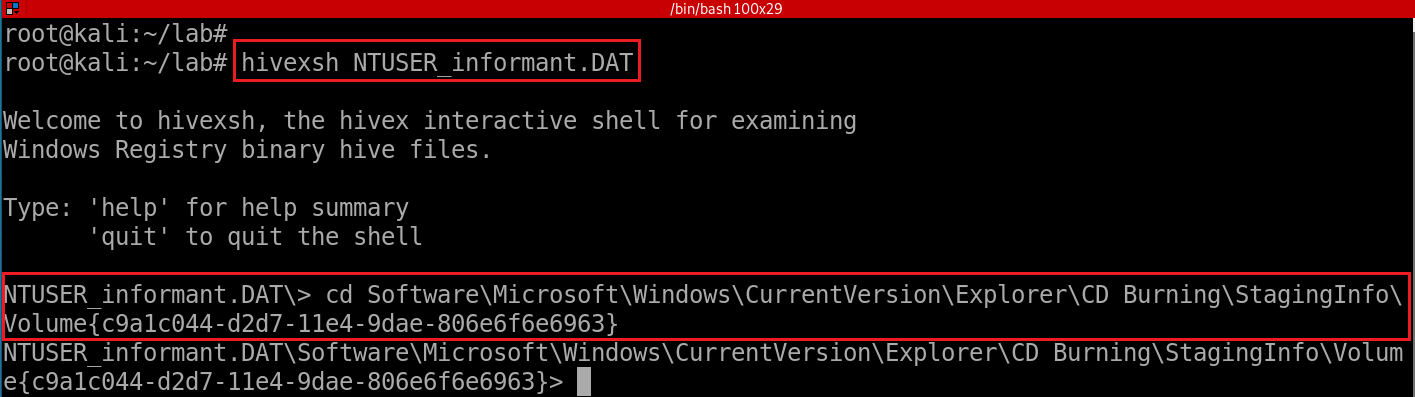 /bin/bash 100x29
root@kali:~/lab#
root@kali:~/lab# hivexsh NTUSER_informant.DAT
Welcome to hivexsh, the hivex interactive shell for examining
Windows Registry binary hive files.
Type: 'help' for help summary
      'quit' to quit the shell
NTUSER_informant.DAT\> cd Software\Microsoft\Windows\CurrentVersion\Explorer\CD Burning\StagingInfo\
Volume{c9a1c044-d2d7-11e4-9dae-806e6f6e6963}
NTUSER_informant.DAT\Software\Microsoft\Windows\CurrentVersion\Explorer\CD Burning\StagingInfo\Volum
e{c9a1c044-d2d7-11e4-9dae-806e6f6e6963}>